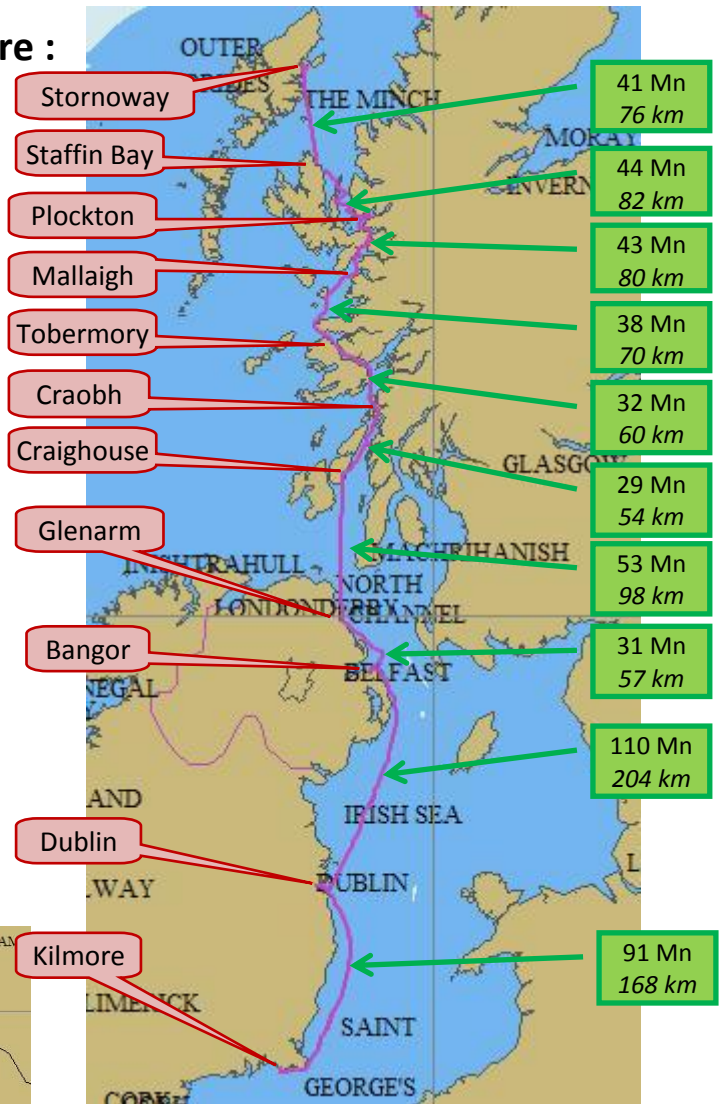 re :
OUTER
BRIDES
THE MINCH
MORAY
INVERN
Stornoway
Staffin Bay
Plockton
Mallaigh
Tobermory
Craobh
Craighouse
Glenarm
Bangor
Dublin
Kilmore
41 Mn
76 km
44 Mn
82 km
43 Mn
80 km
38 Mn
70 km
32 Mn
60 km
29 Mn
54 km
53 Mn
98 km
31 Mn
57 km
110 Mn
204 km
91 Mn
168 km
GLASGOW
MACHRIHANISH
INISHTRAHULL
NORTH
CHANNEL
LONDONDERRY
BELFAST
NEGAL
AND
IRISH SEA
DUBLIN
LWAY
L
LIMERICK
SAINT
GEORGE'S
CORK